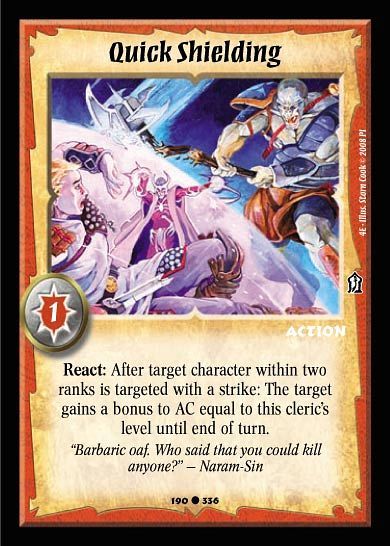 Quick Shielding
4E · Illus. Storn Cook © 2008 PI
1
ACTION
React: After target character within two
ranks is targeted with a strike: The target
gains a bonus to AC equal to this cleric's
level until end of turn.
“Barbaric oaf. Who said that you could kill
anyone?” – Naram-Sin
190 ● 336